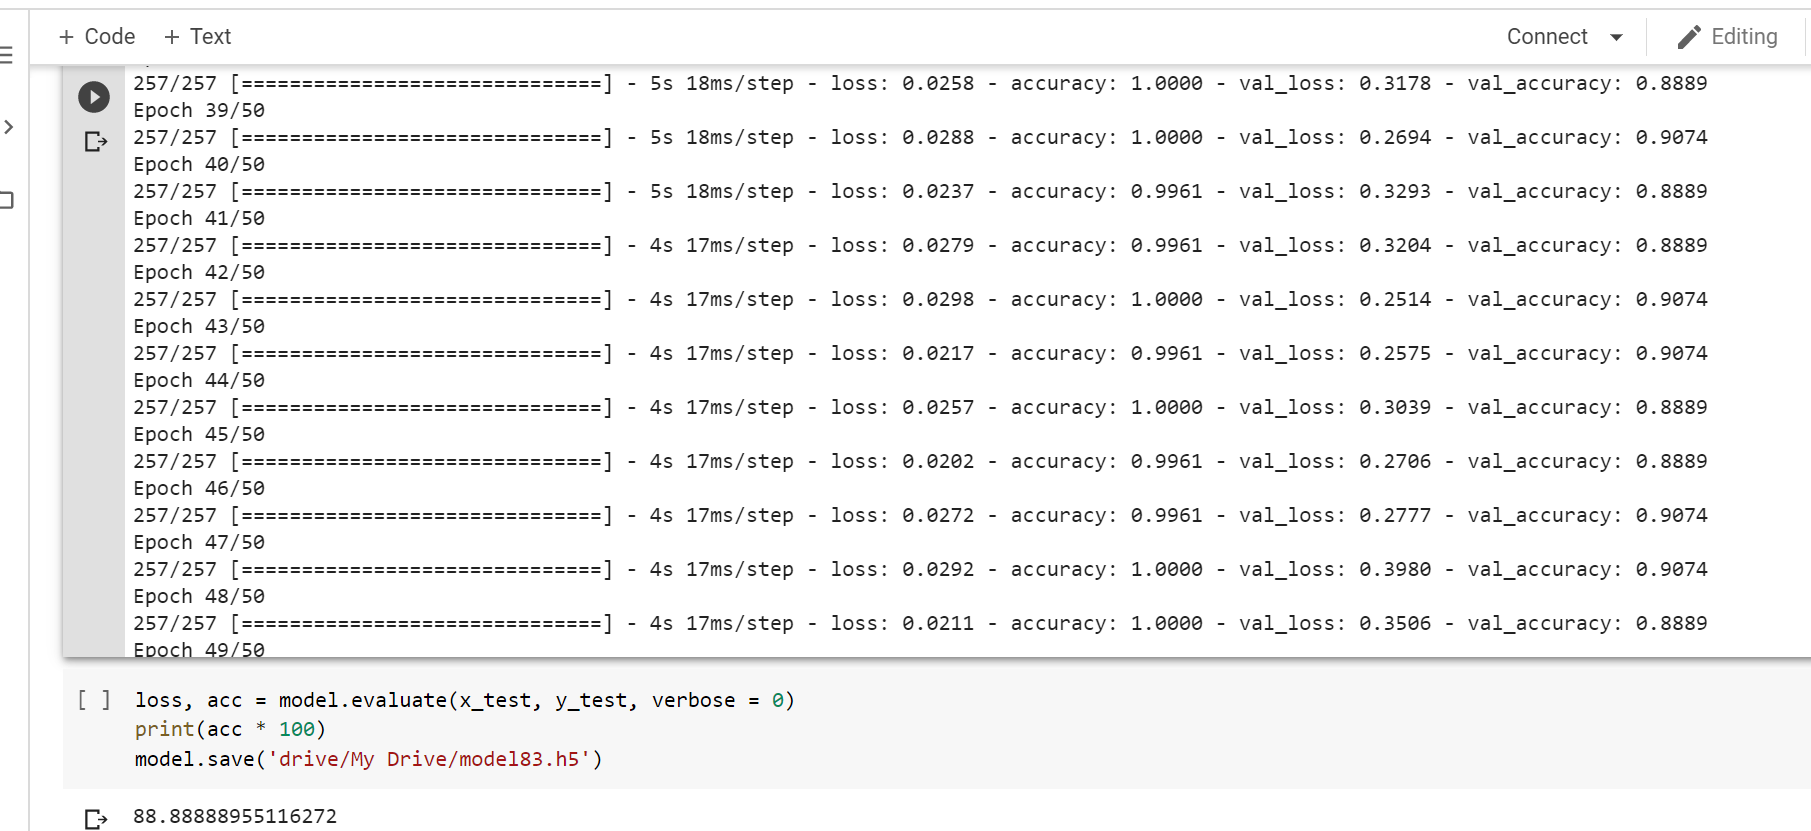 + Code + Text Connect Editing
257/257 [==============================] - 5s 18ms/step - loss: 0.0258 - accuracy: 1.0000 - val_loss: 0.3178 - val_accuracy: 0.8889
Epoch 39/50
257/257 [==============================] - 5s 18ms/step - loss: 0.0288 - accuracy: 1.0000 - val_loss: 0.2694 - val_accuracy: 0.9074
Epoch 40/50
257/257 [==============================] - 5s 18ms/step - loss: 0.0237 - accuracy: 0.9961 - val_loss: 0.3293 - val_accuracy: 0.8889
Epoch 41/50
257/257 [==============================] - 4s 17ms/step - loss: 0.0279 - accuracy: 0.9961 - val_loss: 0.3204 - val_accuracy: 0.8889
Epoch 42/50
257/257 [==============================] - 4s 17ms/step - loss: 0.0298 - accuracy: 1.0000 - val_loss: 0.2514 - val_accuracy: 0.9074
Epoch 43/50
257/257 [==============================] - 4s 17ms/step - loss: 0.0217 - accuracy: 0.9961 - val_loss: 0.2575 - val_accuracy: 0.9074
Epoch 44/50
257/257 [==============================] - 4s 17ms/step - loss: 0.0257 - accuracy: 1.0000 - val_loss: 0.3039 - val_accuracy: 0.8889
Epoch 45/50
257/257 [==============================] - 4s 17ms/step - loss: 0.0202 - accuracy: 0.9961 - val_loss: 0.2706 - val_accuracy: 0.8889
Epoch 46/50
257/257 [==============================] - 4s 17ms/step - loss: 0.0272 - accuracy: 0.9961 - val_loss: 0.2777 - val_accuracy: 0.9074
Epoch 47/50
257/257 [==============================] - 4s 17ms/step - loss: 0.0292 - accuracy: 1.0000 - val_loss: 0.3980 - val_accuracy: 0.9074
Epoch 48/50
257/257 [==============================] - 4s 17ms/step - loss: 0.0211 - accuracy: 1.0000 - val_loss: 0.3506 - val_accuracy: 0.8889
Epoch 49/50
[ ] loss, acc = model.evaluate(x_test, y_test, verbose = 0)
print(acc * 100)
model.save('drive/My Drive/model83.h5')
88.88888955116272